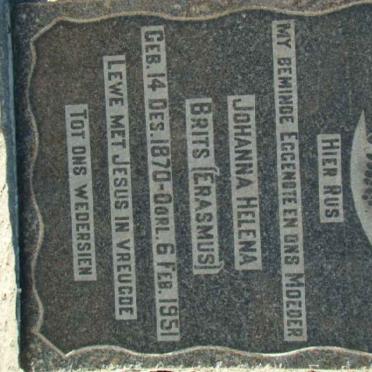 HIER RUS
MY BEMINDE EGGENOTE EN ONS MOEDER
JOHANNA HELENA
BRITS (ERASMUS)
GEB. 14 DES. 1870 - OORL. 6 FEB. 1951
LEWE MET JESUS IN VREUGDE
TOT ONS WEDERSIEN